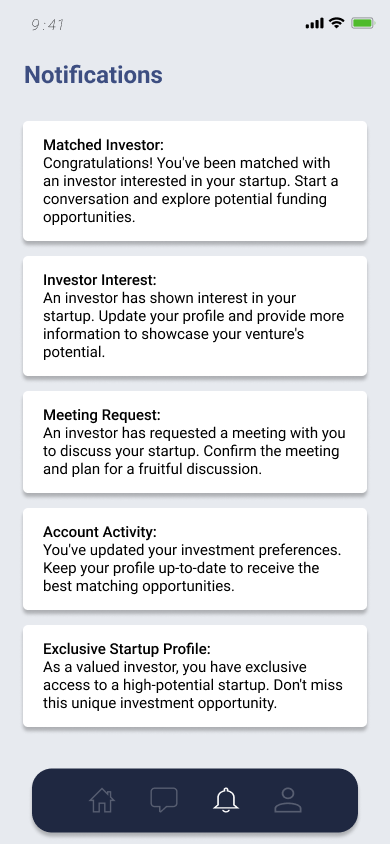 9:41
Notifications
Matched Investor:
Congratulations! You've been matched with
an investor interested in your startup. Start a
conversation and explore potential funding
opportunities.
Investor Interest:
An investor has shown interest in your
startup. Update your profile and provide more
information to showcase your venture's
potential.
Meeting Request:
An investor has requested a meeting with you
to discuss your startup. Confirm the meeting
and plan for a fruitful discussion.
Account Activity:
You've updated your investment preferences.
Keep your profile up-to-date to receive the
best matching opportunities.
Exclusive Startup Profile:
As a valued investor, you have exclusive
access to a high-potential startup. Don't miss
this unique investment opportunity.